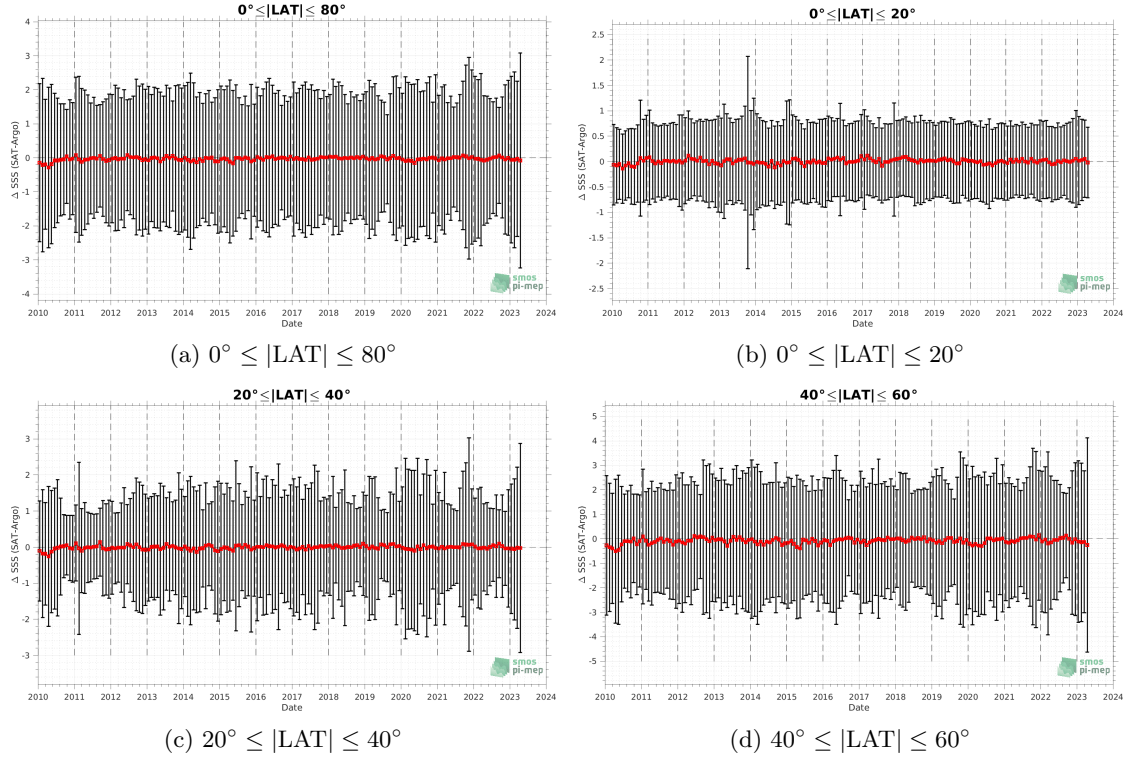 0°≤|LAT|≤ 80°
Δ SSS (SAT-Argo)
4
3
2
1
0
-1
-2
-3
-4
2010 2011 2012 2013 2014 2015 2016 2017 2018 2019 2020 2021 2022 2023 2024
Date
smos
pi-mep
(a) 0° ≤ |LAT| ≤ 80°
0°≤|LAT|≤ 20°
Δ SSS (SAT-Argo)
2.5
2
1.5
1
0.5
0
-0.5
-1
-1.5
-2
-2.5
2010 2011 2012 2013 2014 2015 2016 2017 2018 2019 2020 2021 2022 2023 2024
Date
smos
pi-mep
(b) 0° ≤ |LAT| ≤ 20°
20°≤|LAT|≤ 40°
Δ SSS (SAT-Argo)
3
2
1
0
-1
-2
-3
2010 2011 2012 2013 2014 2015 2016 2017 2018 2019 2020 2021 2022 2023 2024
Date
smos
pi-mep
(c) 20° ≤ |LAT| ≤ 40°
40°≤|LAT|≤ 60°
Δ SSS (SAT-Argo)
5
4
3
2
1
0
-1
-2
-3
-4
-5
2010 2011 2012 2013 2014 2015 2016 2017 2018 2019 2020 2021 2022 2023 2024
Date
smos
pi-mep
(d) 40° ≤ |LAT| ≤ 60°